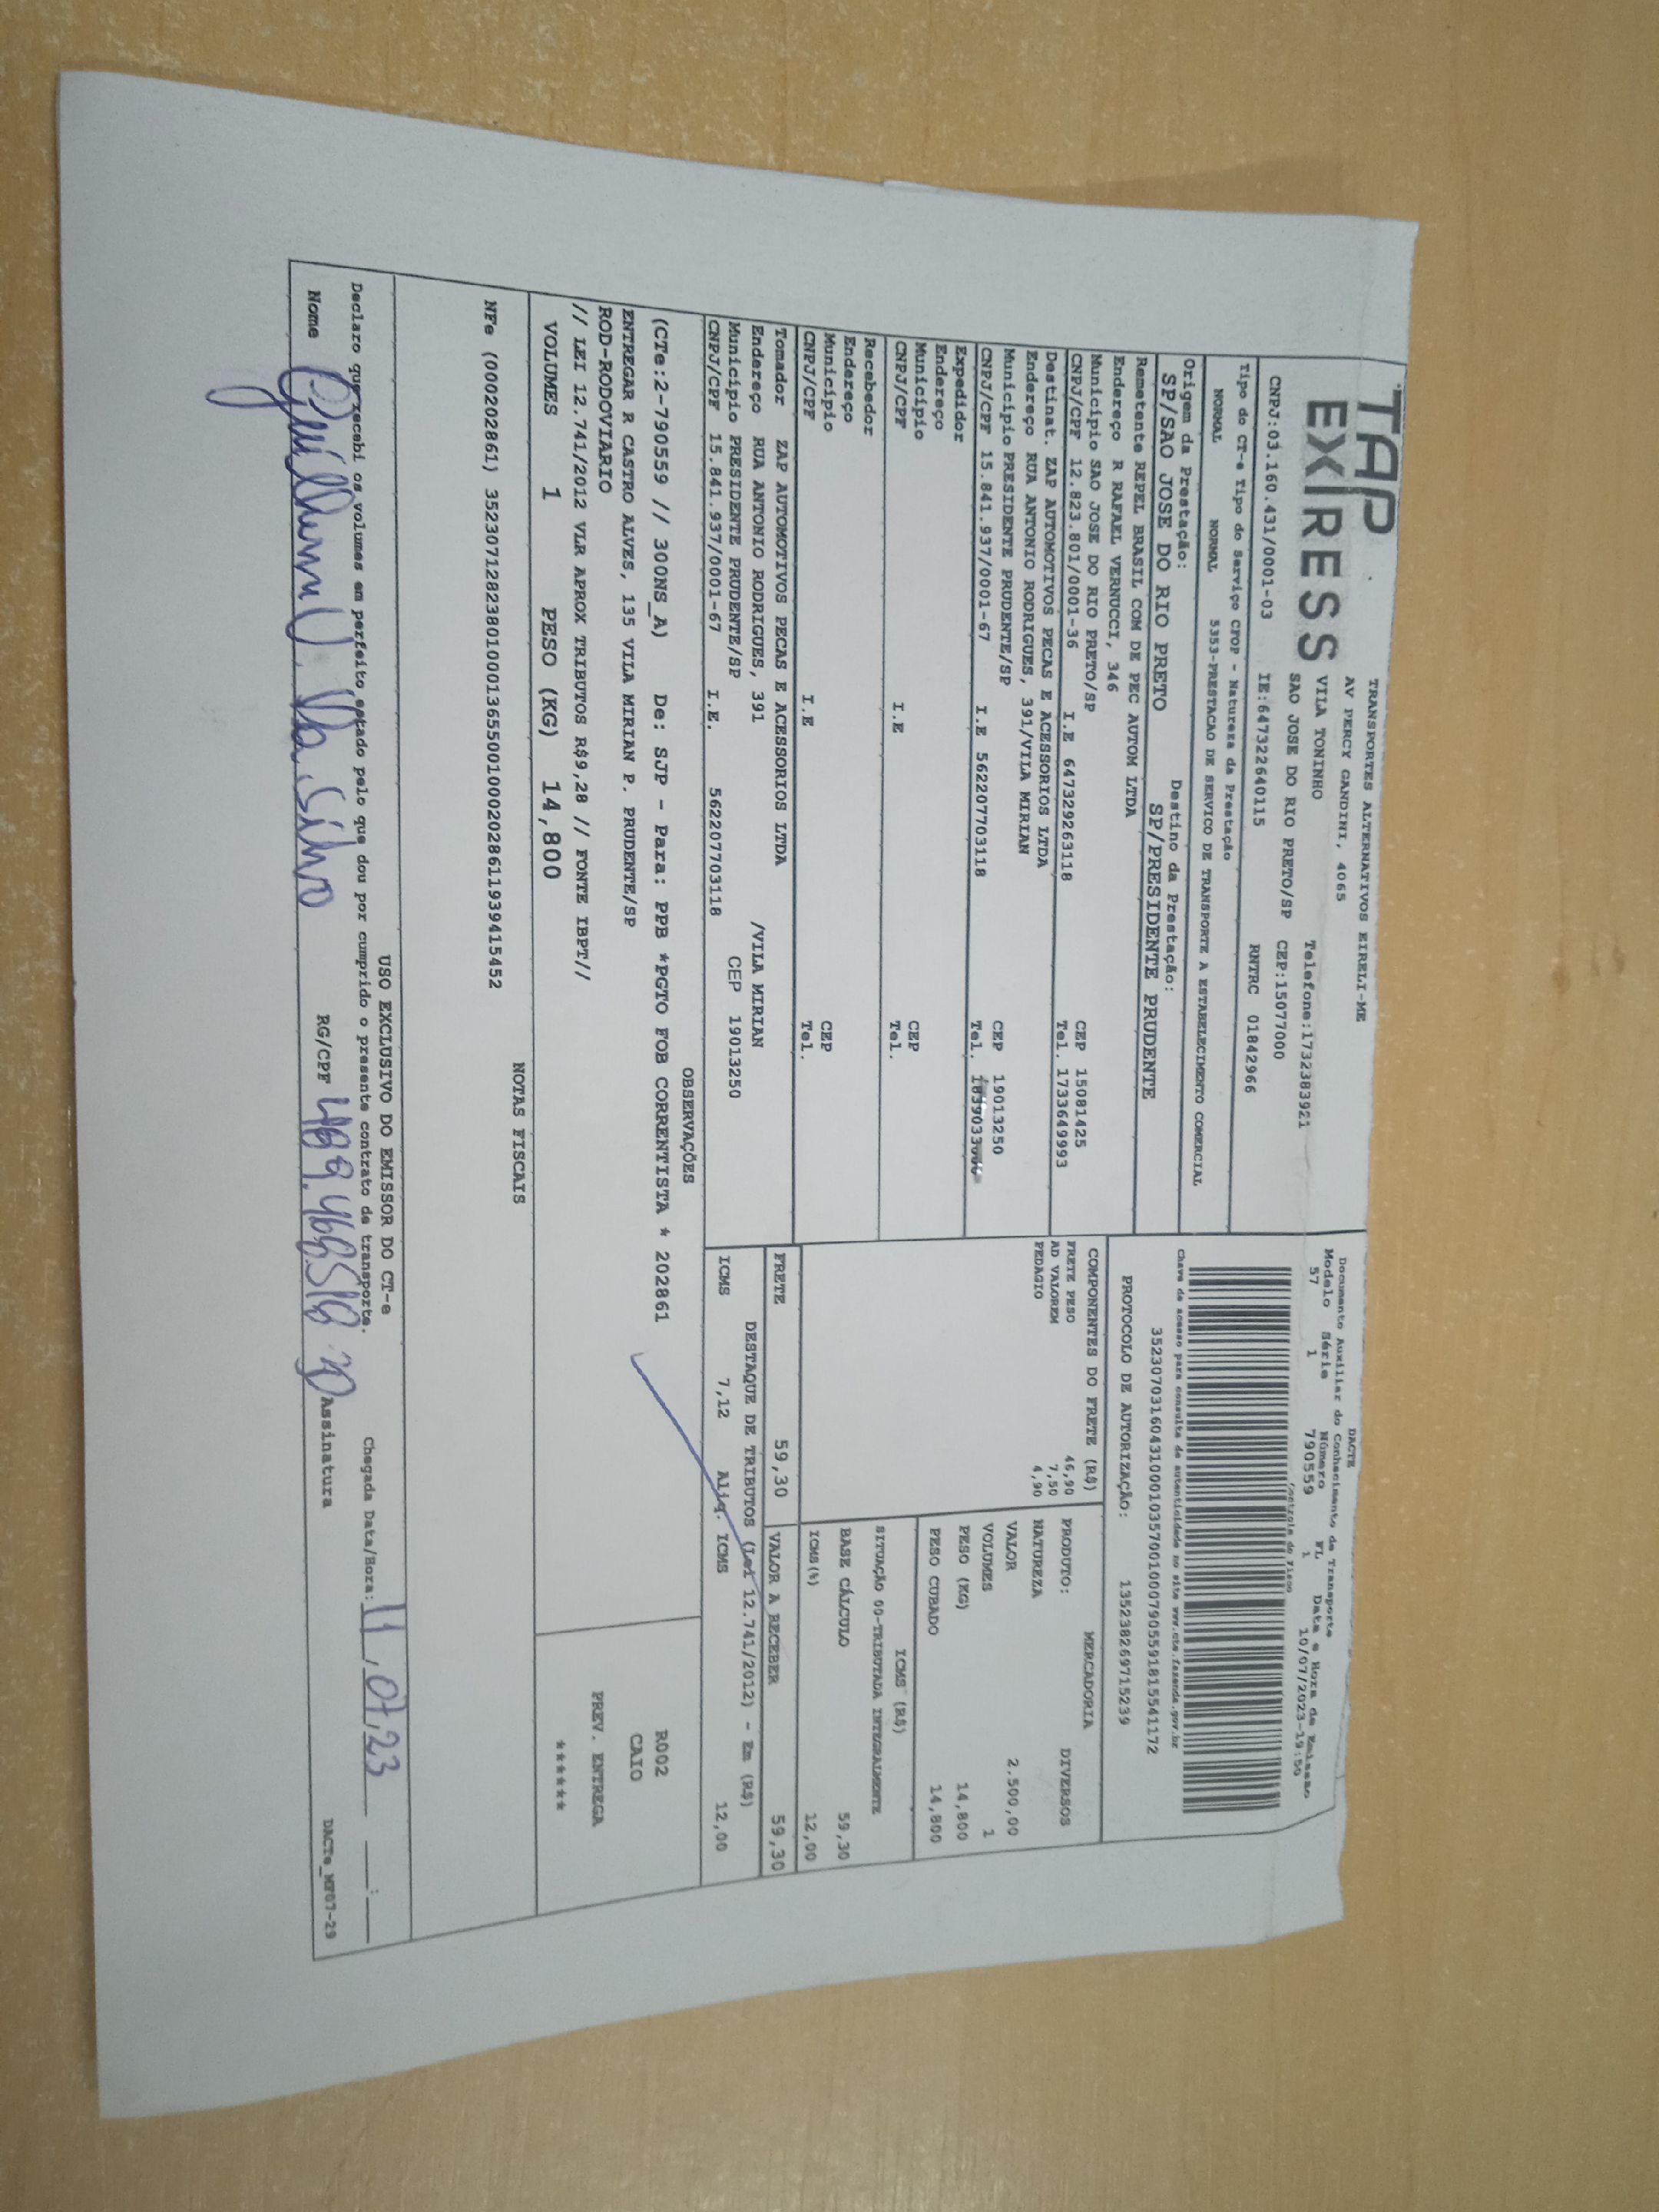 TAP
EXPRESS
TRANSPORTES ALTERNATIVOS EIRELI-ME
AV PERCY GANDINI, 4065
VILA TONINHO Telefone:1732383921
SAO JOSE DO RIO PRETO/SP CEP:15077000
CNPJ:03.160.431/0001-03 IE:647322640115 RNTRC 01842966
DACTE
Documento Auxiliar do Conhecimento de Transporte
Modelo Série Número FL Data e Hora de Emissão
57 1 790559 1 10/07/2023-19:50
Controle do Fisco
Chave de acesso para consulta de autenticidade no site www.cte.fazenda.gov.br
35230703160431000103570010007905591815541172
PROTOCOLO DE AUTORIZAÇÃO: 135238269715239
Tipo do CT-e Tipo do Serviço CFOP - Natureza da Prestação
NORMAL NORMAL 5353-PRESTACAO DE SERVICO DE TRANSPORTE A ESTABELECIMENTO COMERCIAL
Origem da Prestação: Destino da Prestação:
SP/SAO JOSE DO RIO PRETO SP/PRESIDENTE PRUDENTE
Remetente REPEL BRASIL COM DE PEC AUTOM LTDA
Endereço R RAFAEL VERNUCCI, 346
Município SAO JOSE DO RIO PRETO/SP CEP 15081425
CNPJ/CPF 12.823.801/0001-36 I.E 647329263118 Tel. 1733649993
Destinat. ZAP AUTOMOTIVOS PECAS E ACESSORIOS LTDA
Endereço RUA ANTONIO RODRIGUES, 391/VILA MIRIAN
Município PRESIDENTE PRUDENTE/SP CEP 19013250
CNPJ/CPF 15.841.937/0001-67 I.E 562207703118 Tel.
Expedidor
Endereço
Município CEP
CNPJ/CPF I.E Tel.
Recebedor
Endereço
Município CEP
CNPJ/CPF I.E Tel.
Tomador ZAP AUTOMOTIVOS PECAS E ACESSORIOS LTDA
Endereço RUA ANTONIO RODRIGUES, 391 /VILA MIRIAN
Município PRESIDENTE PRUDENTE/SP CEP 19013250
CNPJ/CPF 15.841.937/0001-67 I.E. 562207703118
COMPONENTES DO FRETE (R$)
FRETE PESO 46,90
AD VALOREM 7,50
PEDAGIO 4,90
MERCADORIA
PRODUTO: DIVERSOS
NATUREZA
VALOR 2.500,00
VOLUMES 1
PESO (KG) 14,800
PESO CUBADO 14,800
ICMS (R$)
SITUAÇÃO 00-TRIBUTADA INTEGRALMENTE
BASE CÁLCULO 59,30
ICMS(%) 12,00
FRETE 59,30 VALOR A RECEBER 59,30
DESTAQUE DE TRIBUTOS (Lei 12.741/2012) - Em (R$)
ICMS 7,12 Aliq. ICMS 12,00
OBSERVAÇÕES
(CTe:2-790559 // 300NS_A) De: SJP - Para: PPB *PGTO FOB CORRENTISTA * 202861
ENTREGAR R CASTRO ALVES, 135 VILA MIRIAN P. PRUDENTE/SP
ROD-RODOVIARIO
// LEI 12.741/2012 VLR APROX TRIBUTOS R$9,28 // FONTE IBPT//
R002
CAIO
PREV. ENTREGA
******
VOLUMES 1 PESO (KG) 14,800
NOTAS FISCAIS
NFe (000202861) 35230712823801000136550010002028611939415452
USO EXCLUSIVO DO EMISSOR DO CT-e
Declaro que recebi os volumes em perfeito estado pelo que dou por cumprido o presente contrato de transporte.
Chegada Data/Hora: 11,07,23 :
Nome da Silva RG/CPF Assinatura
DACTe_MF07-29